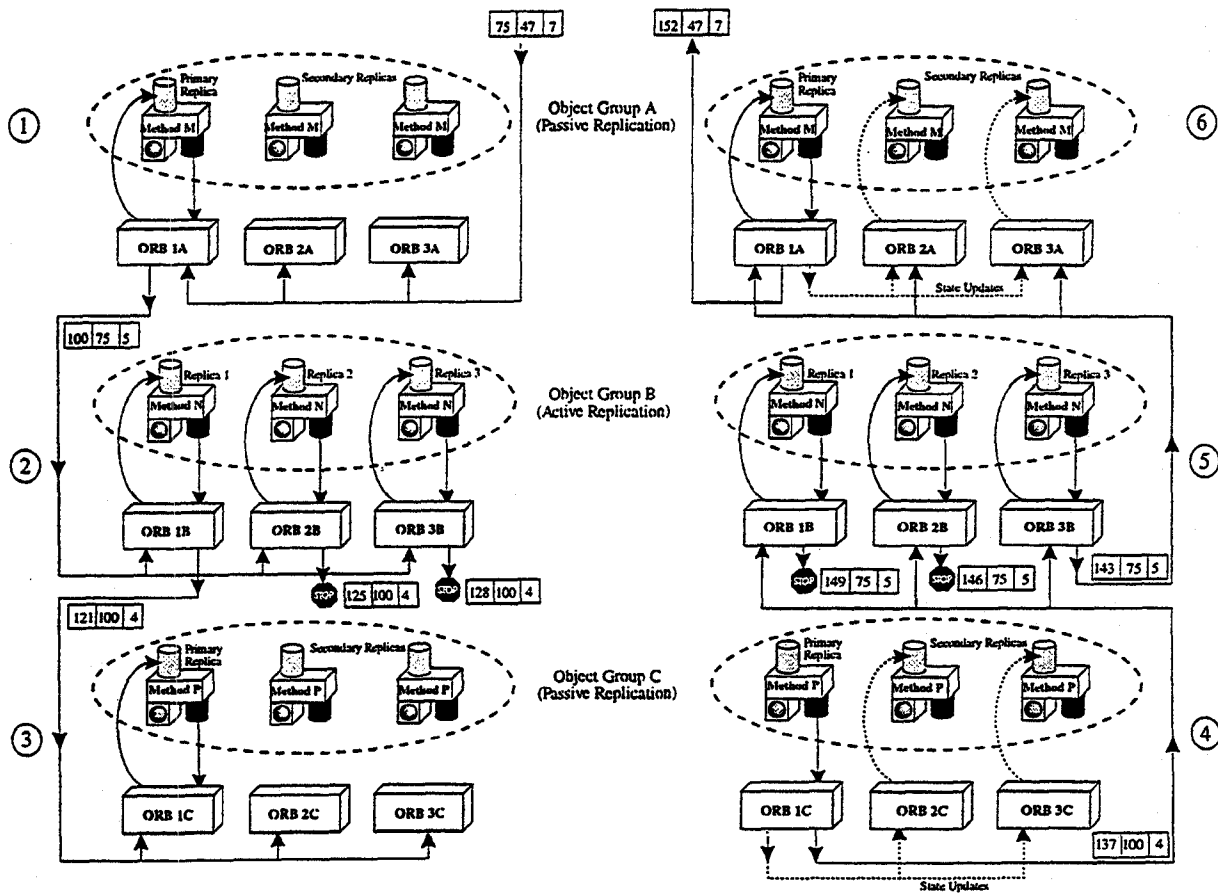 75 47 7
152 47 7
1
Primary
Replica
Secondary Replicas
Method M
Method M
Method M
ORB 1A
ORB 2A
ORB 3A
Object Group A
(Passive Replication)
6
Primary
Replica
Secondary Replicas
Method M
Method M
Method M
ORB 1A
ORB 2A
ORB 3A
State Updates
100 75 5
2
Replica 1
Replica 2
Replica 3
Method N
Method N
Method N
ORB 1B
ORB 2B
ORB 3B
STOP
125 100 4
STOP
128 100 4
Object Group B
(Active Replication)
5
Replica 1
Replica 2
Replica 3
Method N
Method N
Method N
ORB 1B
ORB 2B
ORB 3B
STOP
149 75 5
STOP
146 75 5
143 75 5
121 100 4
3
Primary
Replica
Secondary Replicas
Method P
Method P
Method P
ORB 1C
ORB 2C
ORB 3C
Object Group C
(Passive Replication)
4
Primary
Replica
Secondary Replicas
Method P
Method P
Method P
ORB 1C
ORB 2C
ORB 3C
137 100 4
State Updates